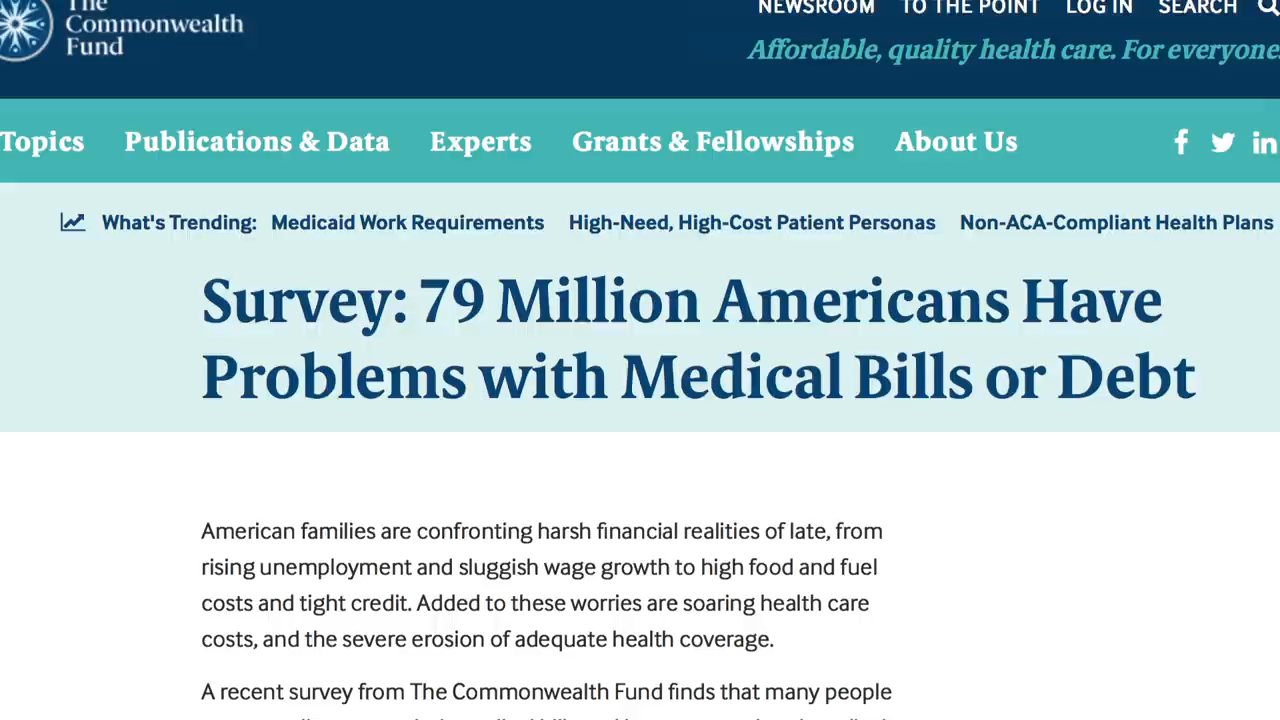 The
Commonwealth
Fund
NEWSROOM TO THE POINT LOG IN SEARCH
Affordable, quality health care. For everyone.
Topics Publications & Data Experts Grants & Fellowships About Us
What's Trending: Medicaid Work Requirements High-Need, High-Cost Patient Personas Non-ACA-Compliant Health Plans
Survey: 79 Million Americans Have
Problems with Medical Bills or Debt
American families are confronting harsh financial realities of late, from
rising unemployment and sluggish wage growth to high food and fuel
costs and tight credit. Added to these worries are soaring health care
costs, and the severe erosion of adequate health coverage.
A recent survey from The Commonwealth Fund finds that many people